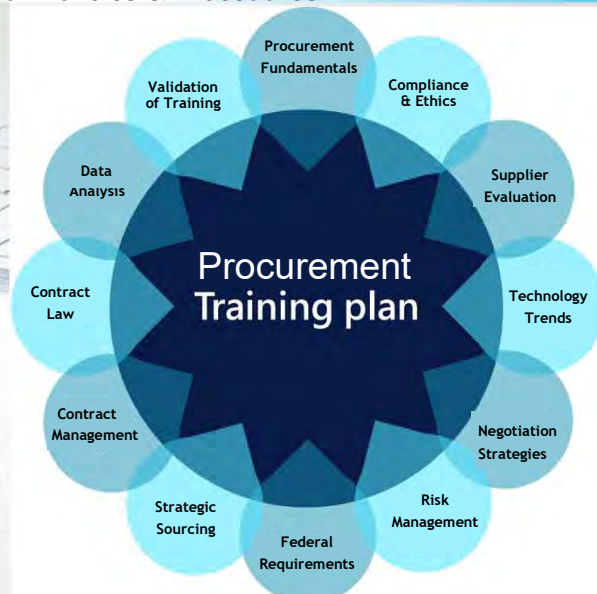 Procurement
Fundamentals
Compliance
& Ethics
Supplier
Evaluation
Technology
Trends
Negotiation
Strategies
Risk
Management
Federal
Requirements
Strategic
Sourcing
Contract
Management
Contract
Law
Data
Analysis
Validation
of Training
Procurement
Training plan